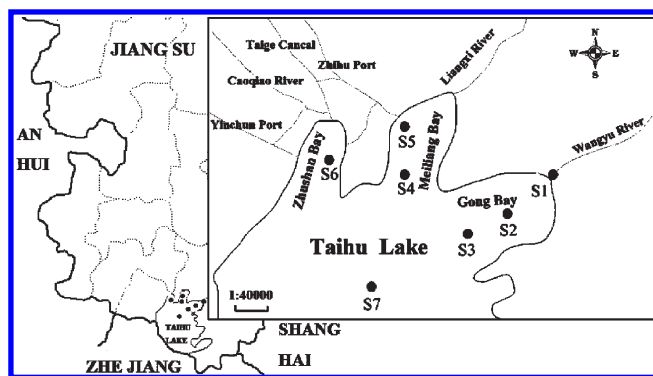 JIANG SU
AN
HUI
TAIHU
LAKE
ZHE JIANG
SHANG
HAI
Taige Cancal
Zhihu Port
Caoqiao River
Yinchun Port
Liangxi River
N
W E
S
Wangyu River
Zhushan Bay
S6
S5
S4
Meiliang Bay
S1
Gong Bay
S2
S3
Taihu Lake
S7
1:40000